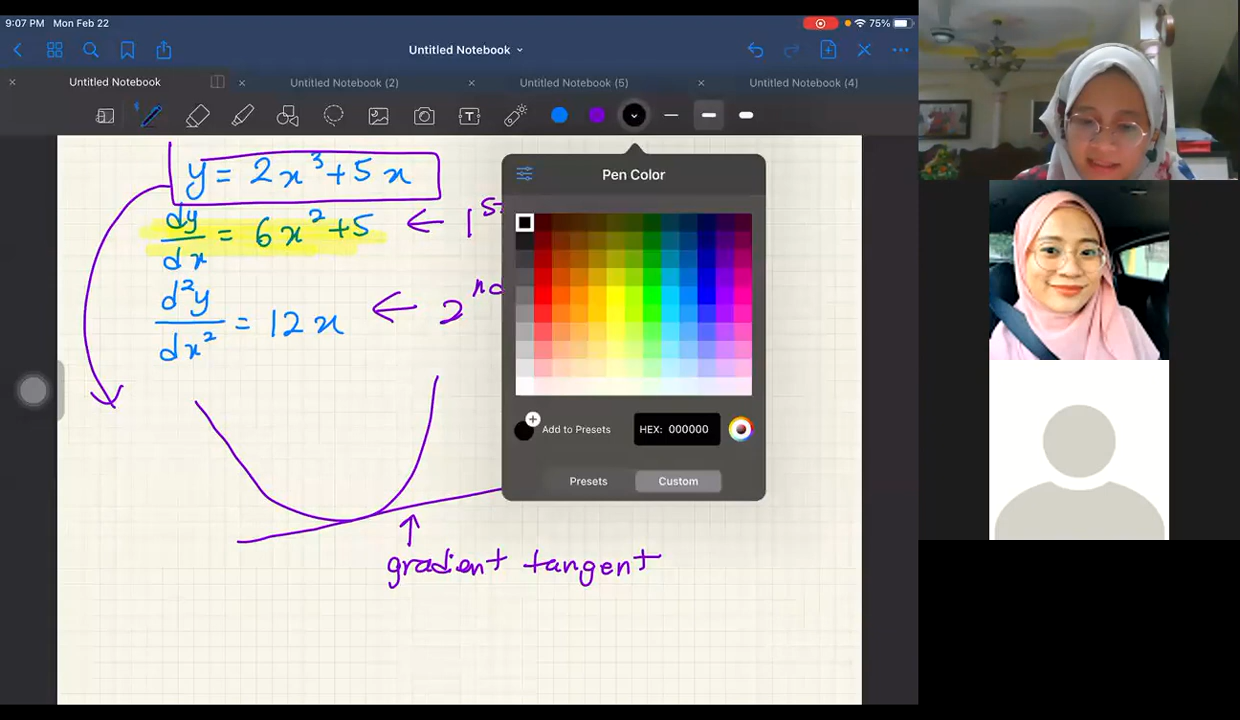 9:07 PM Mon Feb 22
75%
Untitled Notebook
Untitled Notebook
Untitled Notebook (2)
Untitled Notebook (5)
Untitled Notebook (4)
T
y = 2x³+5x
dy/dx = 6x²+5 ← 1st
d²y/dx² = 12x ← 2nd
Pen Color
Add to Presets
HEX: 000000
Presets
Custom
gradient tangent